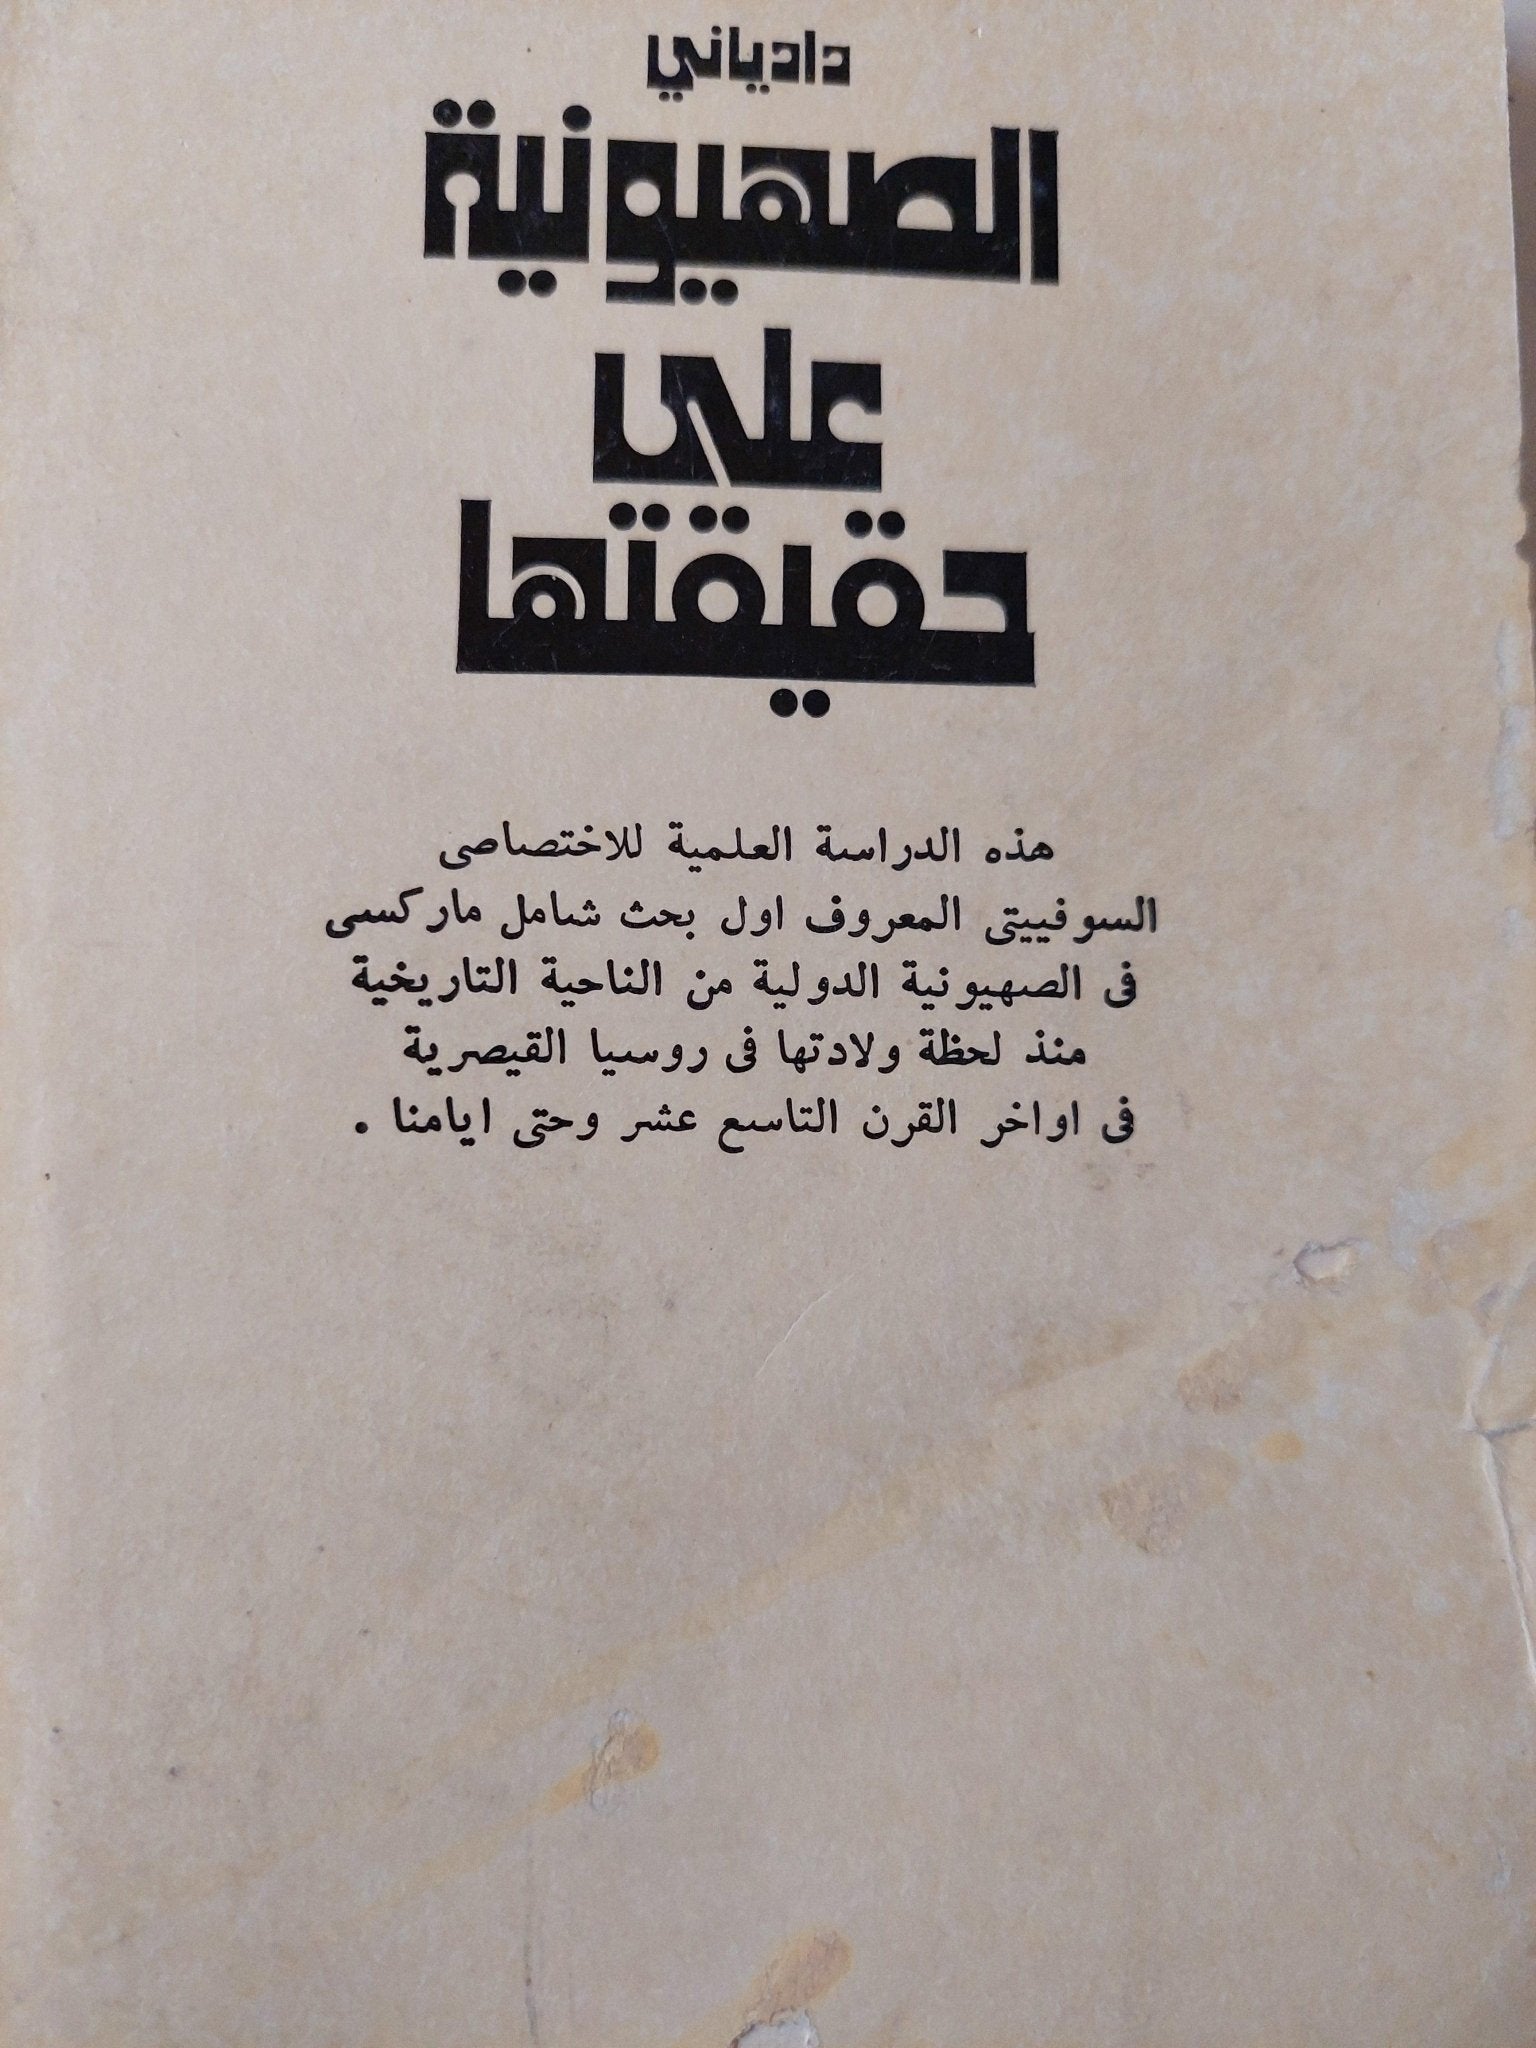 داديانی
الصهيونية
على
حقيقتها
هذه الدراسة العلمية للاختصاصى
السوفييتى المعروف اول بحث شامل ماركسى
فى الصهيونية الدولية من الناحية التاريخية
منذ لحظة ولادتها فى روسيا القيصرية
فى اواخر القرن التاسع عشر وحتى ايامنا .